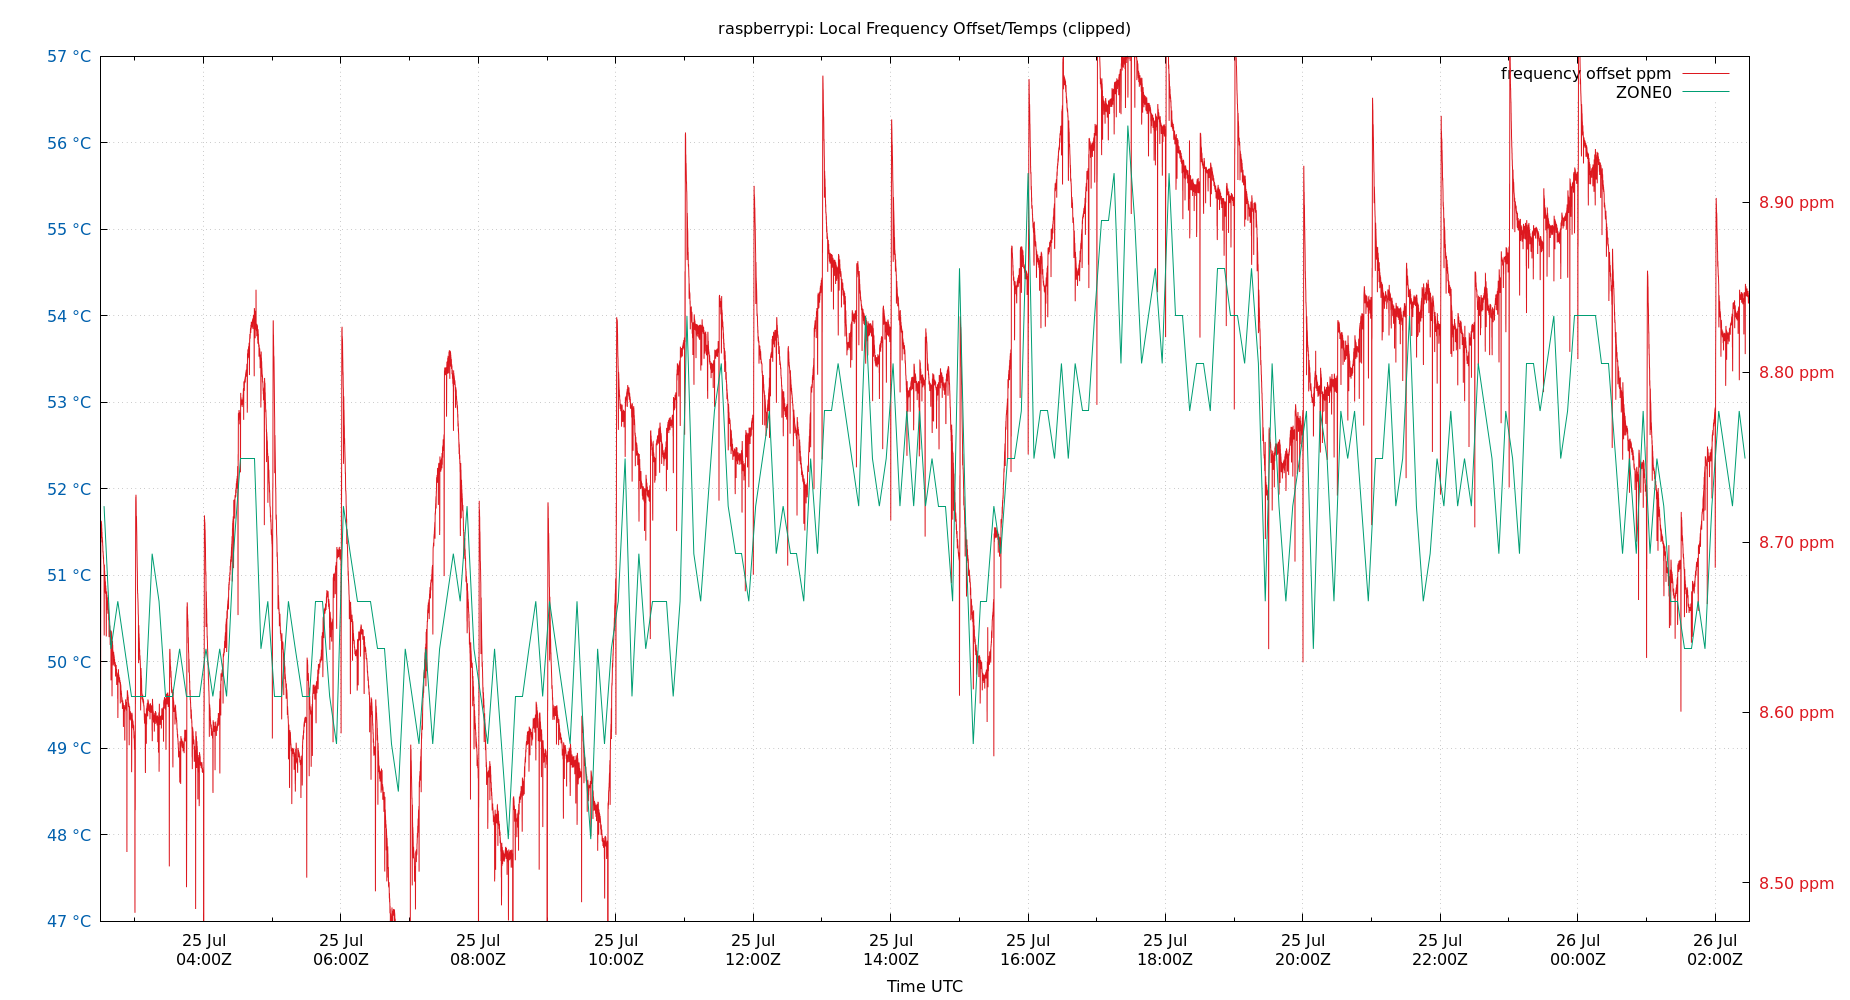 raspberrypi: Local Frequency Offset/Temps (clipped)
57 °C
56 °C
55 °C
54 °C
53 °C
52 °C
51 °C
50 °C
49 °C
48 °C
47 °C
frequency offset ppm
ZONE0
8.90 ppm
8.80 ppm
8.70 ppm
8.60 ppm
8.50 ppm
25 Jul
04:00Z
25 Jul
06:00Z
25 Jul
08:00Z
25 Jul
10:00Z
25 Jul
12:00Z
25 Jul
14:00Z
25 Jul
16:00Z
25 Jul
18:00Z
25 Jul
20:00Z
25 Jul
22:00Z
26 Jul
00:00Z
26 Jul
02:00Z
Time UTC